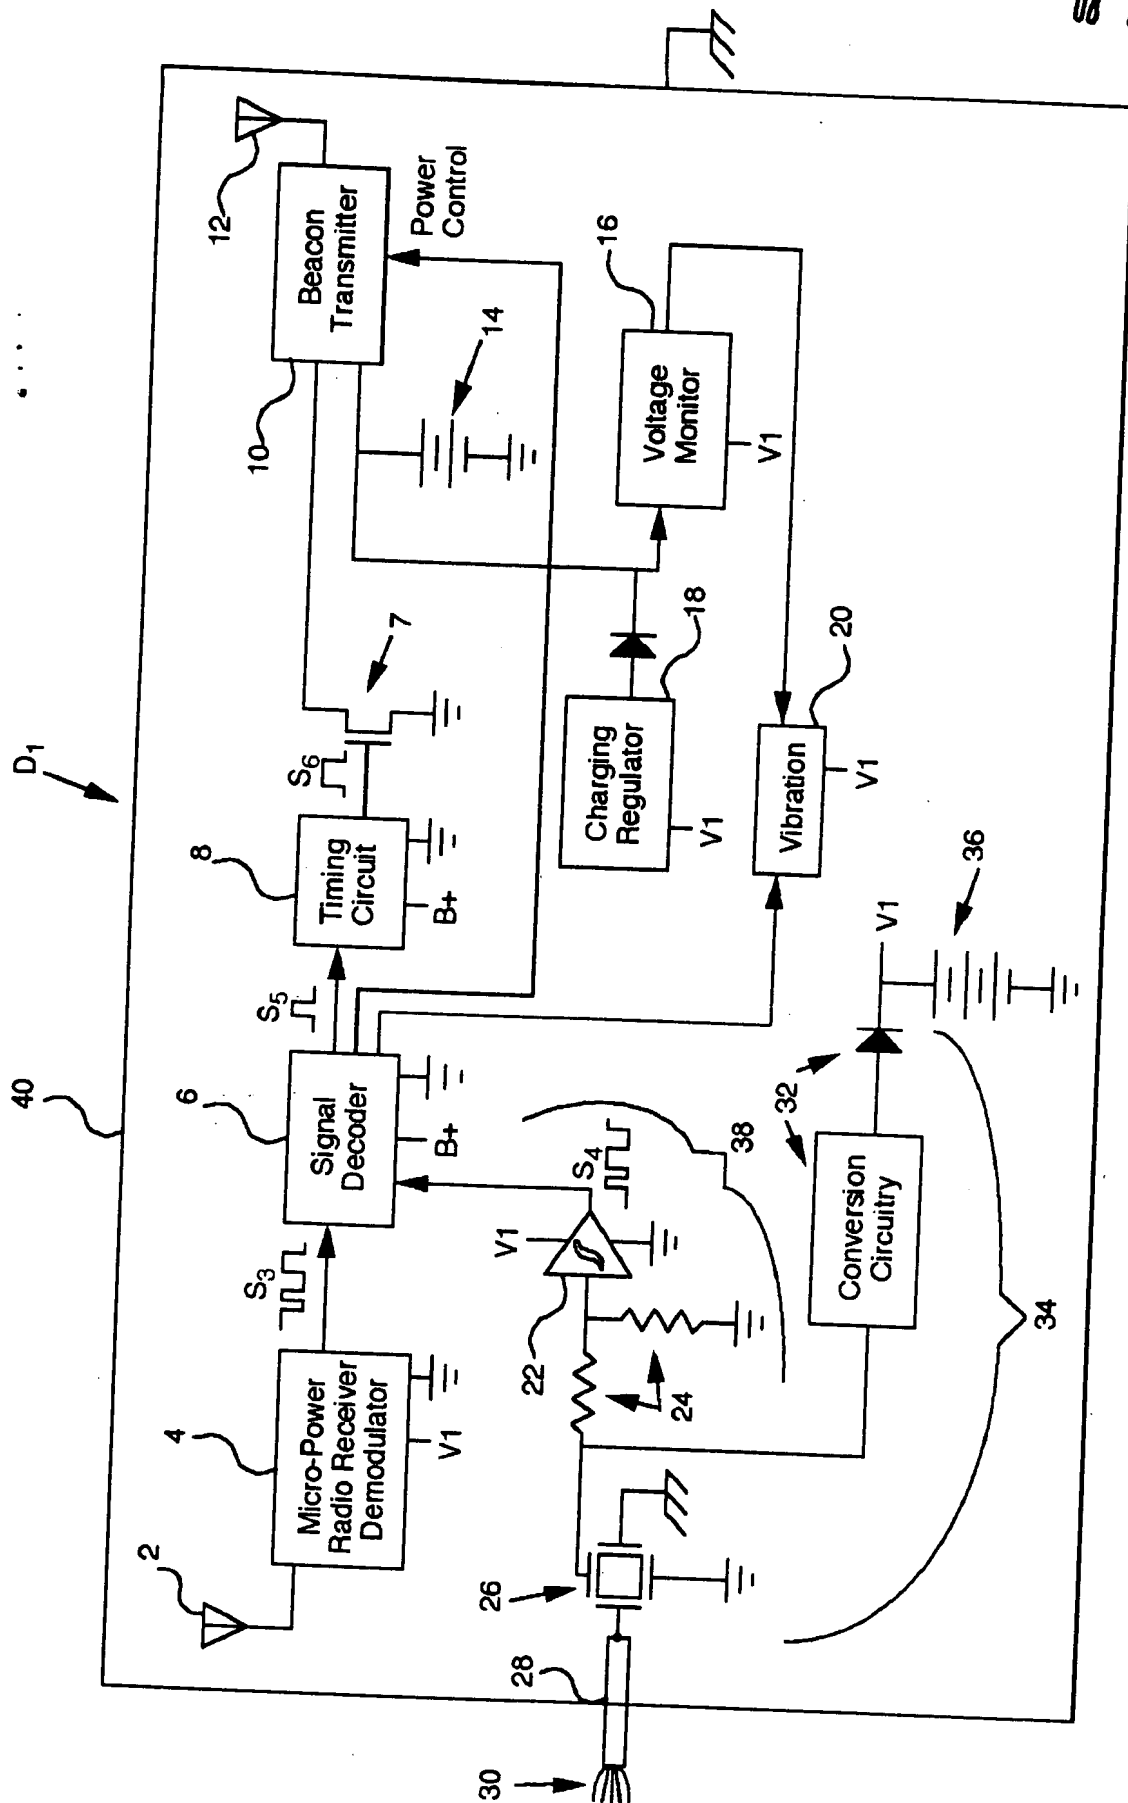 D1
40
2
4
Micro-Power
Radio Receiver
Demodulator
V1
S3
6
Signal
Decoder
B+
S5
8
Timing
Circuit
B+
S6
7
10
Beacon
Transmitter
12
Power
Control
14
16
Voltage
Monitor
V1
Charging
Regulator
18
V1
Vibration
20
V1
V1
22
S4
24
38
26
28
30
Conversion
Circuitry
32
V1
36
34